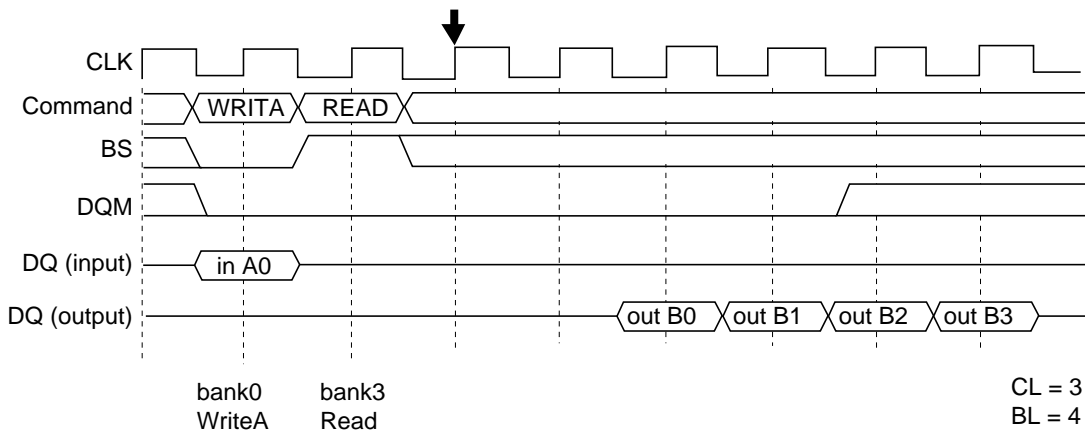 CLK
Command WRITA READ
BS
DQM
DQ (input) in A0
DQ (output) out B0 out B1 out B2 out B3
bank0 bank3 CL = 3
WriteA Read BL = 4